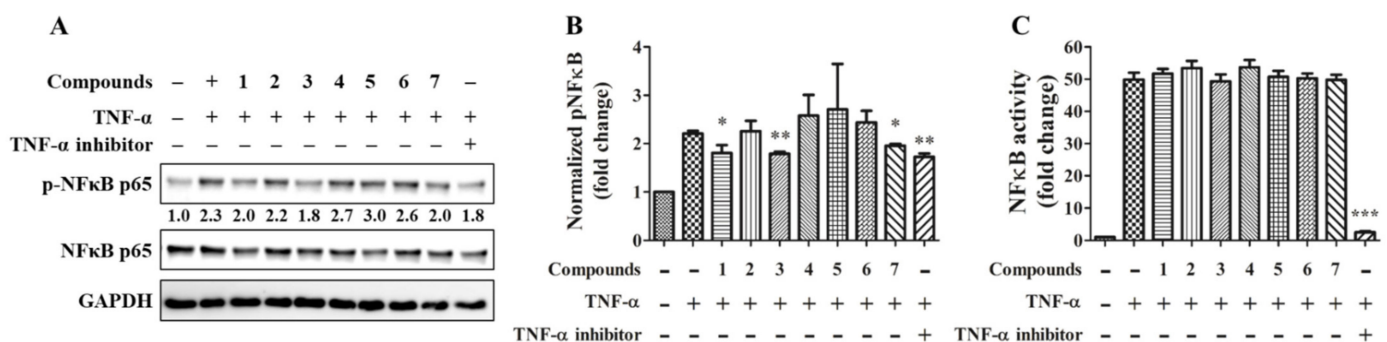 A
Compounds – + 1 2 3 4 5 6 7 –
TNF-α – + + + + + + + + +
TNF-α inhibitor +
p-NFκB p65
1.0 2.3 2.0 2.2 1.8 2.7 3.0 2.6 2.0 1.8
NFκB p65
GAPDH
B
Normalized pNFκB
(fold change)
4
3
2
1
0
* ** * **
Compounds – – 1 2 3 4 5 6 7 –
TNF-α – + + + + + + + + +
TNF-α inhibitor – – – – – – – – – +
C
NFκB activity
(fold change)
60
50
40
30
20
10
0
***
Compounds – – 1 2 3 4 5 6 7 –
TNF-α – + + + + + + + + +
TNF-α inhibitor – – – – – – – – – +